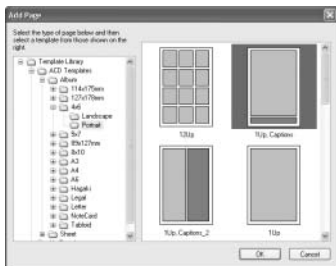 Add Page
Select the type of page below and then
select a template from those shown on the
right.
Template Library
ACD Templates
Album
114x175mm
127x178mm
4x6
Landscape
Portrait
5x7
89x127mm
8x10
A3
A4
A6
Hagaki
Legal
Letter
NoteCard
Tabloid
Sheet
12Up
1Up, Captions
1Up, Captions_2
1Up
OK
Cancel